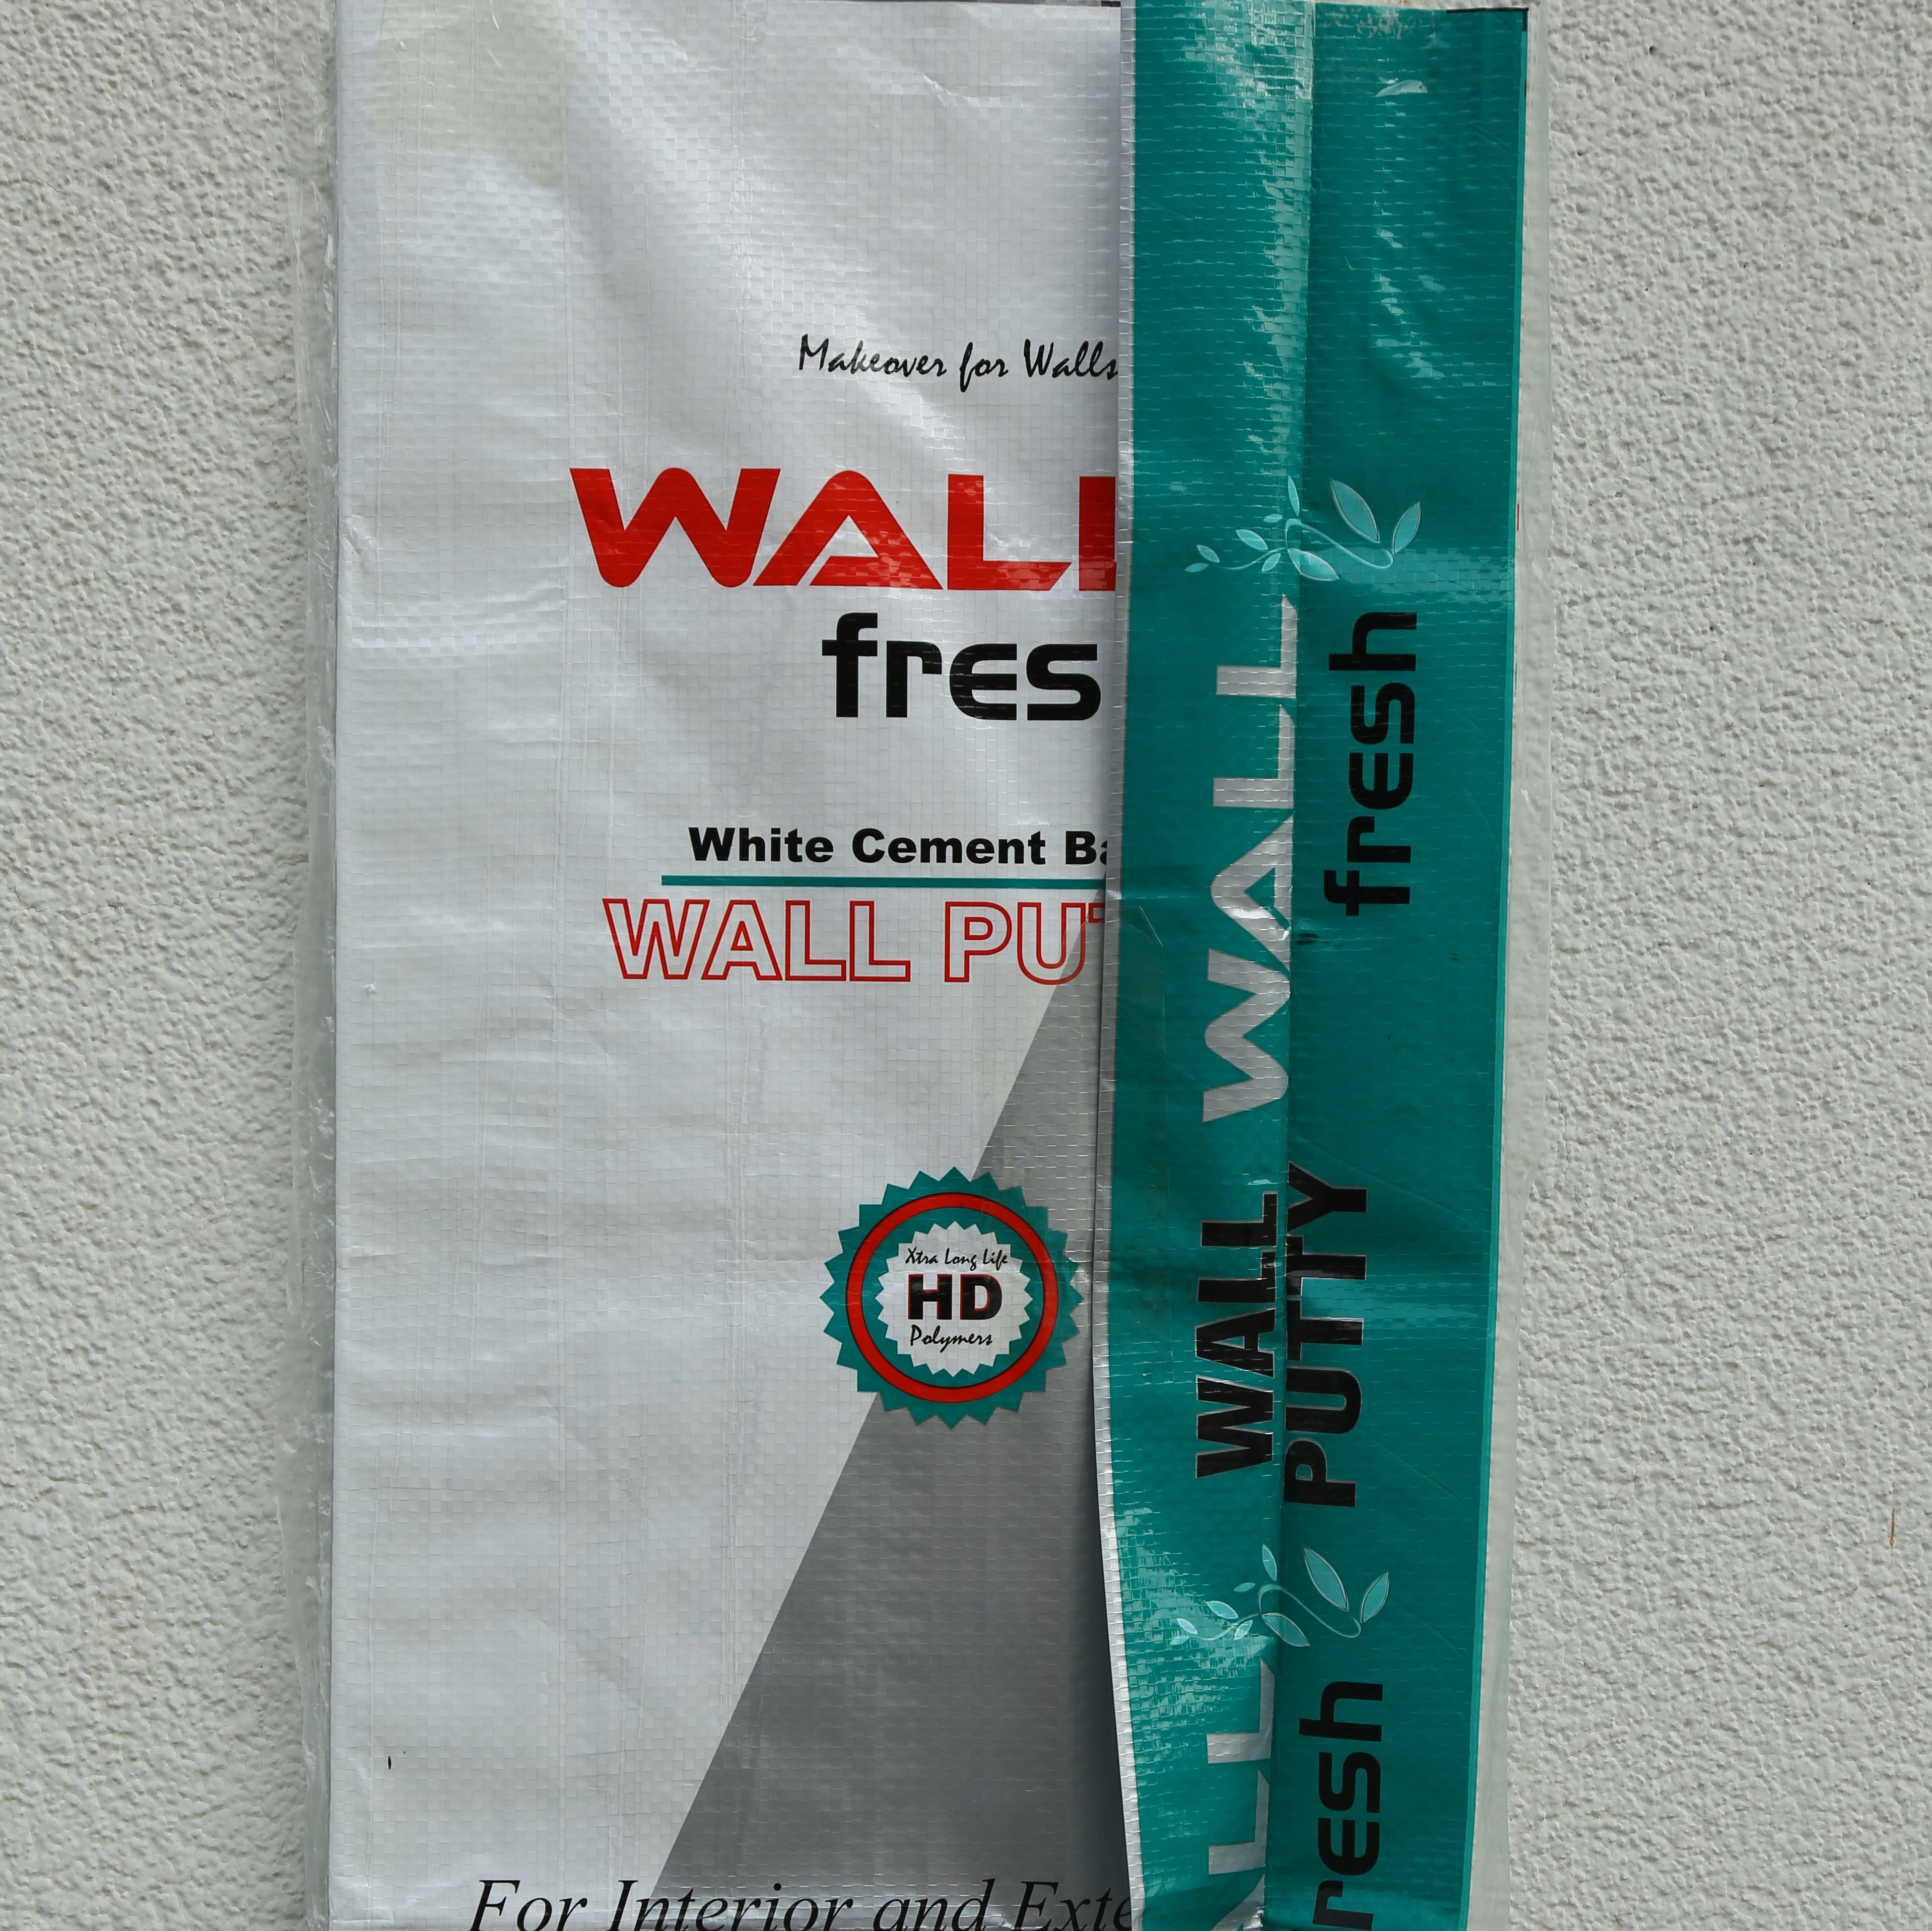 Makeover for Walls
WALL
fres
White Cement Ba
WALL PUT
Xtra Long Life
HD
Polymers
For Interior and Exte
WALL
fresh
WALL
PUTTY
ALL
resh